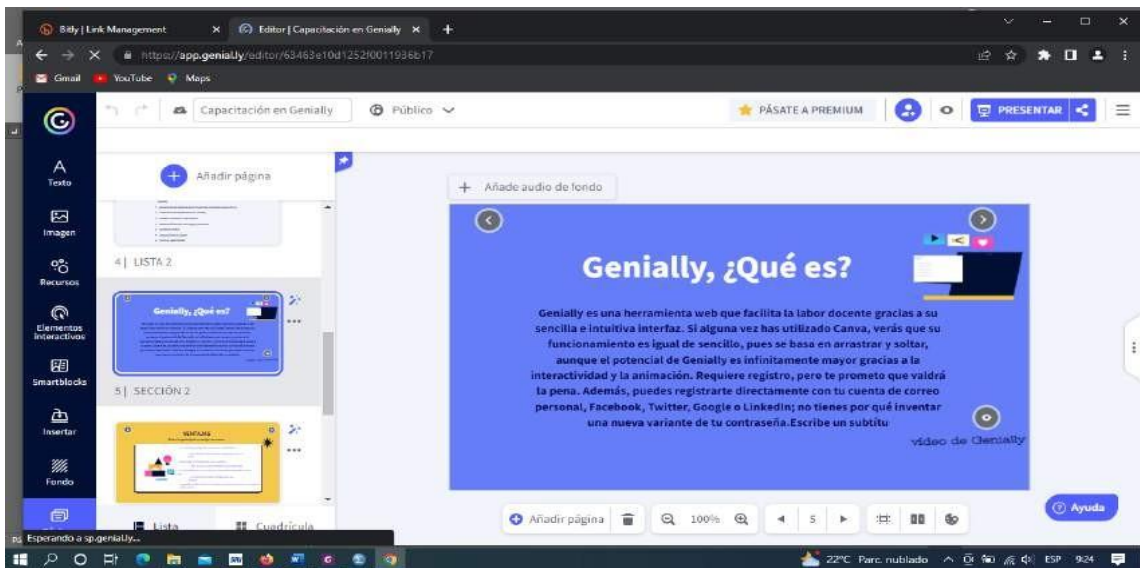 Bitly | Link Management
Editor | Capacitación en Genially
https://app.genial.ly/editor/63463e10d1252f0011936b17
Gmail YouTube Maps
Capacitación en Genially Público PÁSATE A PREMIUM PRESENTAR
Texto
Imagen
Recursos
Elementos
interactivos
Smartblocks
Insertar
Fondo
Añadir página
4 | LISTA 2
Genially, ¿Qué es?
5 | SECCIÓN 2
VENTAJAS
Lista Cuadrícula
Añade audio de fondo
Genially, ¿Qué es?
Genially es una herramienta web que facilita la labor docente gracias a su
sencilla e intuitiva interfaz. Si alguna vez has utilizado Canva, verás que su
funcionamiento es igual de sencillo, pues se basa en arrastrar y soltar,
aunque el potencial de Genially es infinitamente mayor gracias a la
interactividad y la animación. Requiere registro, pero te prometo que valdrá
la pena. Además, puedes registrarte directamente con tu cuenta de correo
personal, Facebook, Twitter, Google o LinkedIn; no tienes por qué inventar
una nueva variante de tu contraseña.Escribe un subtítu
video de Genially
Añadir página 100% 5
Ayuda
Esperando a sp.genial.ly...
22°C Parc. nublado ESP 9:24